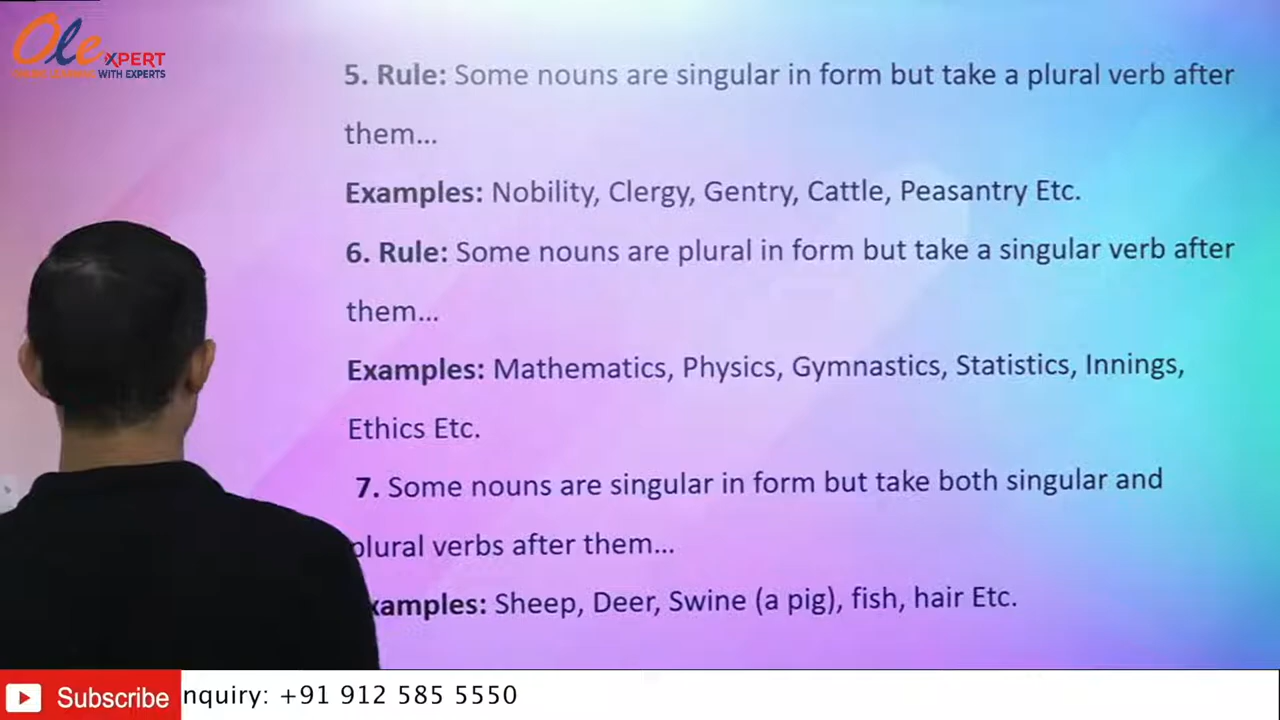 Ole
XPERT
WITH EXPERTS
5. Rule: Some nouns are singular in form but take a plural verb after
them...
Examples: Nobility, Clergy, Gentry, Cattle, Peasantry Etc.
6. Rule: Some nouns are plural in form but take a singular verb after
them...
Examples: Mathematics, Physics, Gymnastics, Statistics, Innings,
Ethics Etc.
7. Some nouns are singular in form but take both singular and
plural verbs after them...
xamples: Sheep, Deer, Swine (a pig), fish, hair Etc.
Subscribe
nquiry: +91 912 585 5550